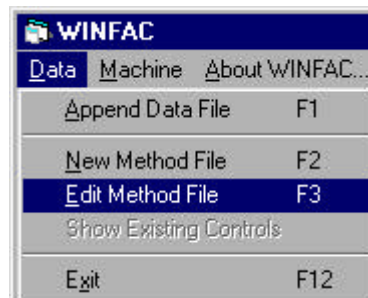 WINFAC
Data Machine About WINFAC...
Append Data File F1
New Method File F2
Edit Method File F3
Show Existing Controls
Exit F12